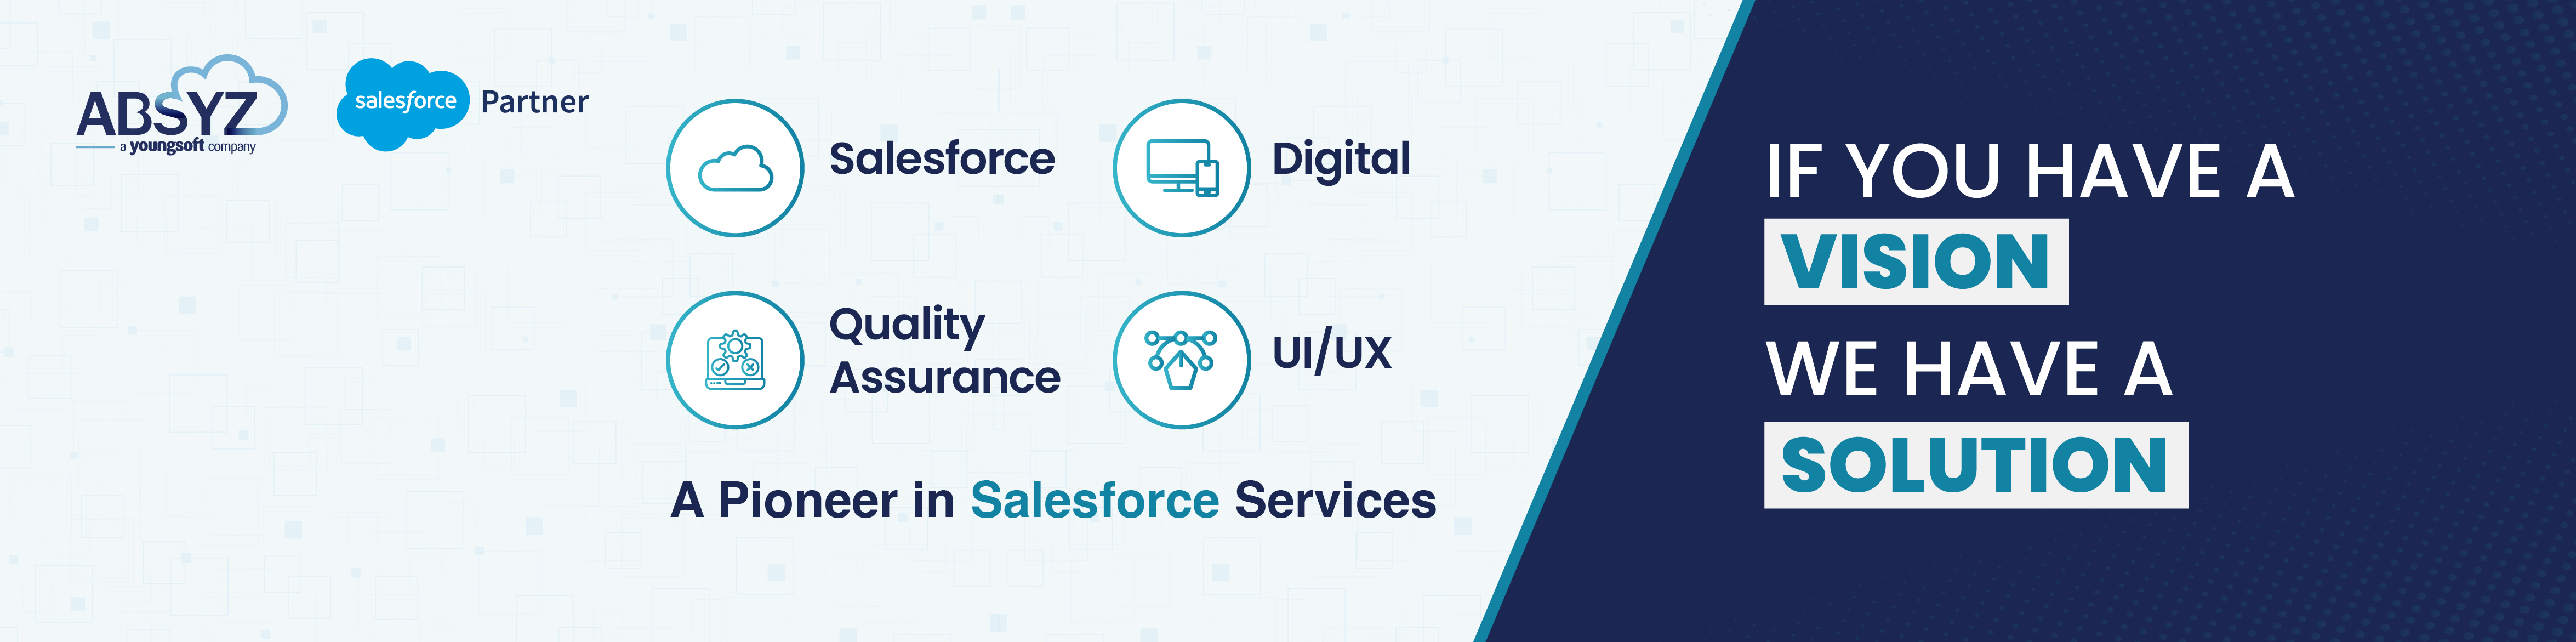 ABSYZ
a youngsoft company
salesforce Partner
Salesforce
Digital
Quality
Assurance
UI/UX
A Pioneer in Salesforce Services
IF YOU HAVE A
VISION
WE HAVE A
SOLUTION